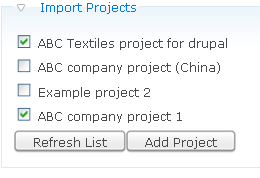 Import Projects
ABC Textiles project for drupal
ABC company project (China)
Example project 2
ABC company project 1
Refresh List Add Project